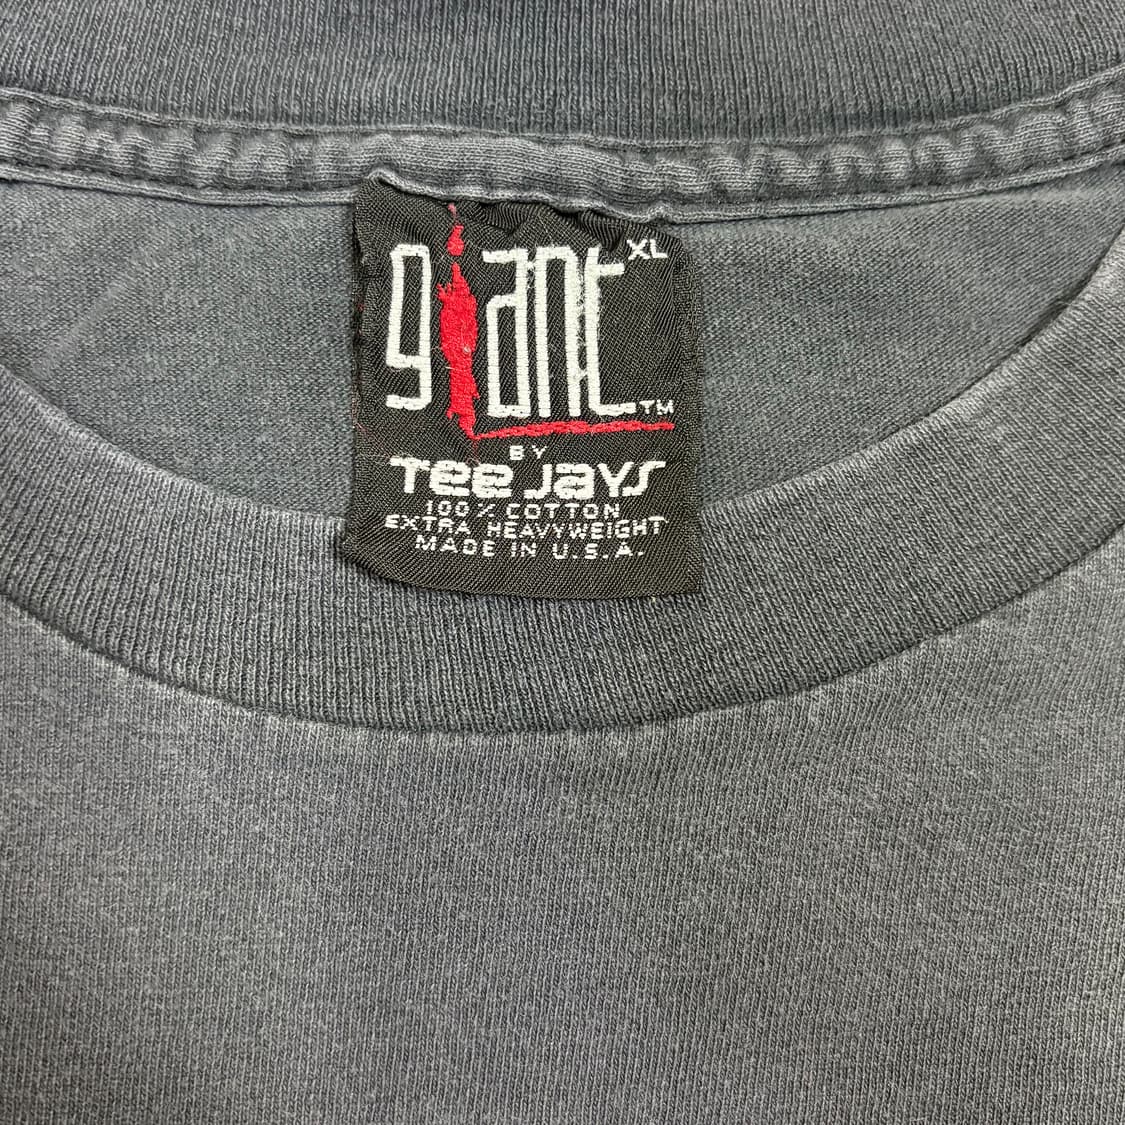 giant XL
TM
BY
Tee Jays
100% COTTON
EXTRA HEAVYWEIGHT
MADE IN U.S.A.